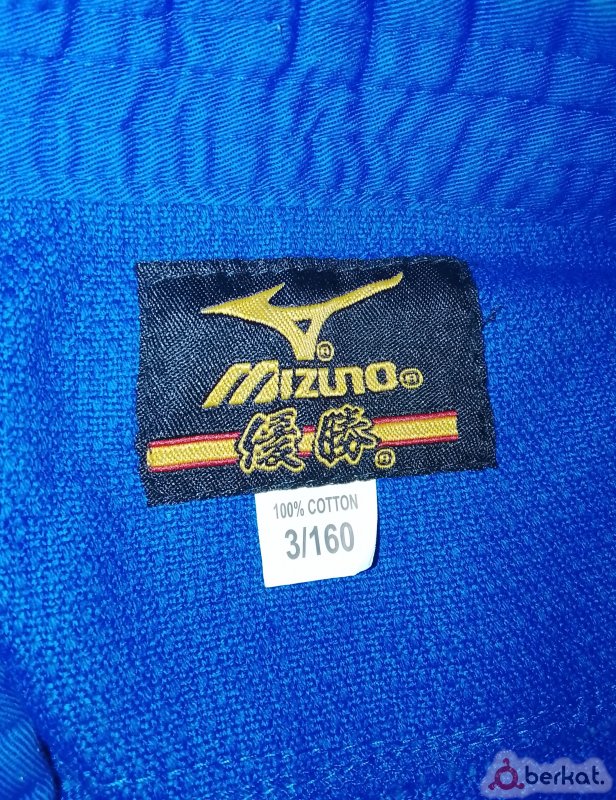 ®
MIZUNO®
優勝®
100% COTTON
3/160
berkat.